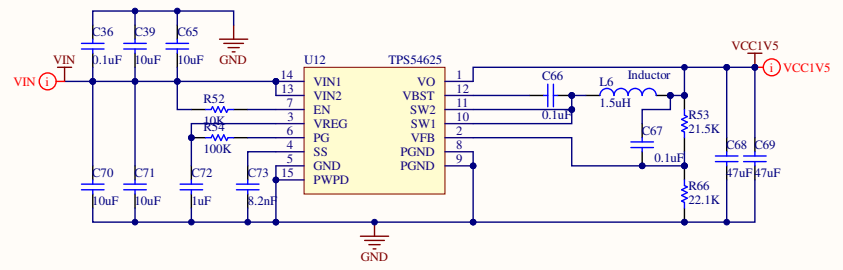 C36
0.1uF
C39
10uF
C65
10uF
GND
VIN
VIN
VCC1V5
VCC1V5
U12
TPS54625
14 VIN1
13 VIN2
7 EN
3 VREG
6 PG
4 SS
5 GND
15 PWPD
VO 1
VBST 12
SW2 11
SW1 10
VFB 2
PGND 8
PGND 9
R52
10K
R54
100K
C66
0.1uF
L6
Inductor
1.5uH
C67
0.1uF
R53
21.5K
R66
22.1K
C68
47uF
C69
47uF
C70
10uF
C71
10uF
C72
1uF
C73
8.2nF
GND